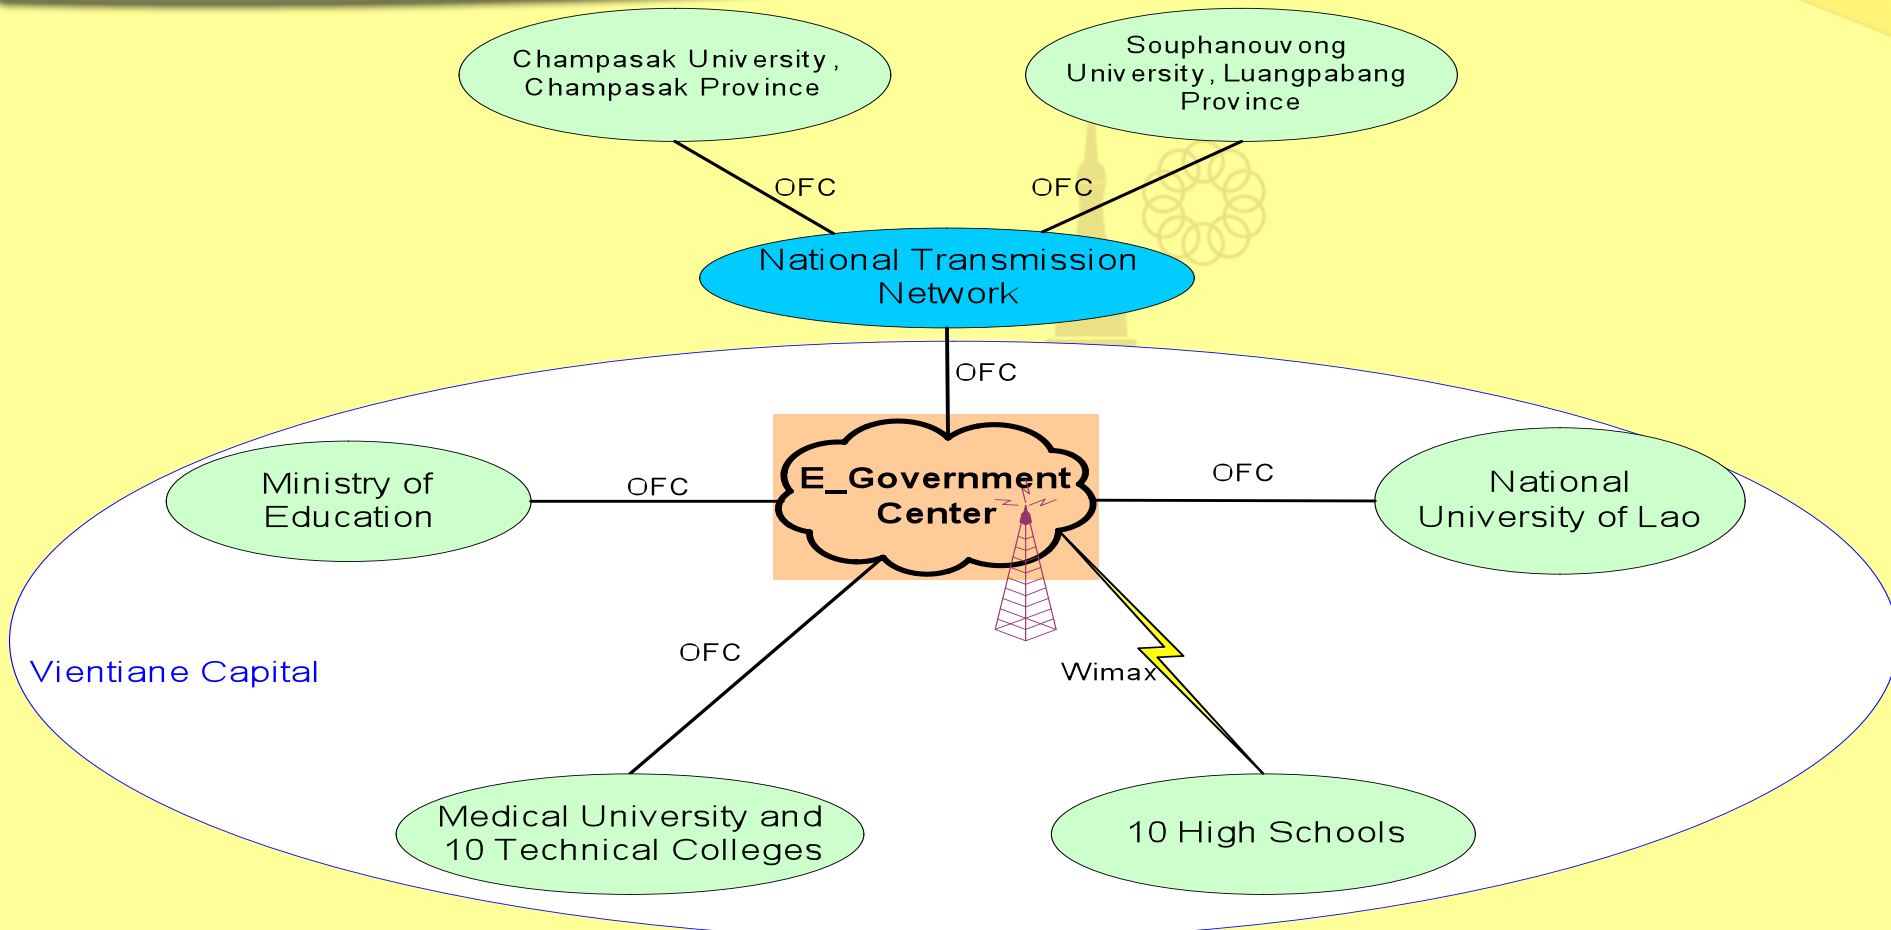 Champasak University,
Champasak Province
Souphanouvong
University, Luangpabang
Province
OFC
OFC
National Transmission
Network
OFC
E_Government
Center
Ministry of
Education
OFC
OFC
National
University of Lao
OFC
Wimax
Vientiane Capital
Medical University and
10 Technical Colleges
10 High Schools